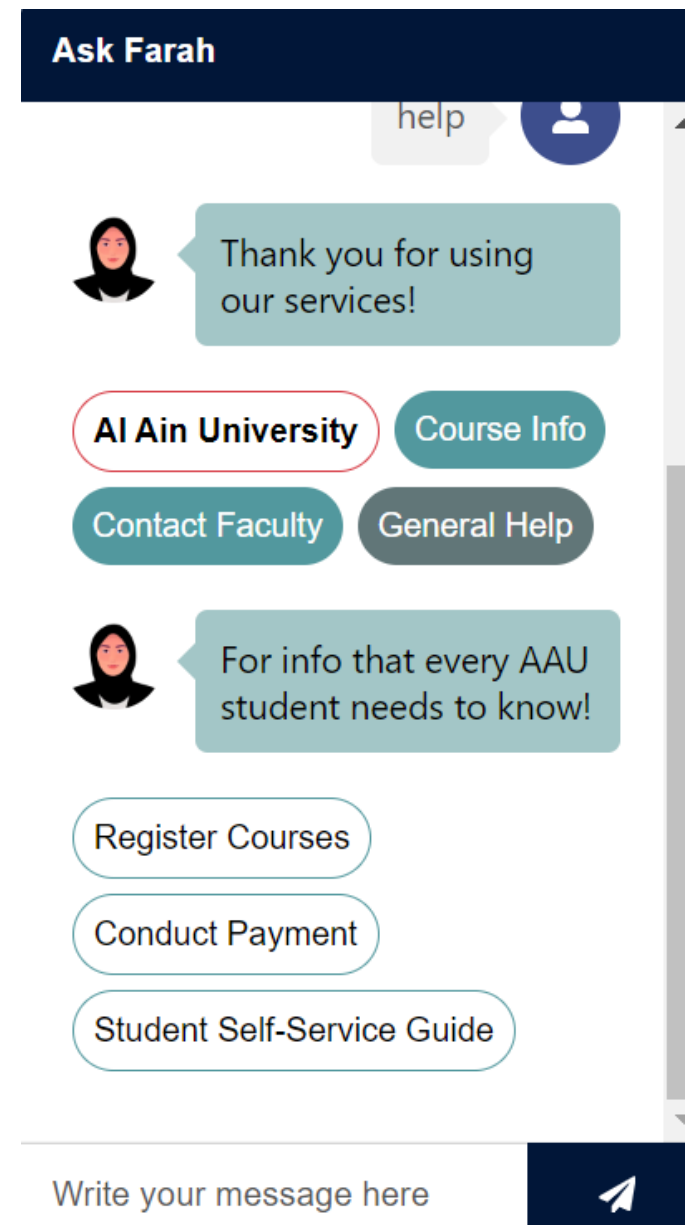 Ask Farah
help
Thank you for using
our services!
Al Ain University
Course Info
Contact Faculty
General Help
For info that every AAU
student needs to know!
Register Courses
Conduct Payment
Student Self-Service Guide
Write your message here